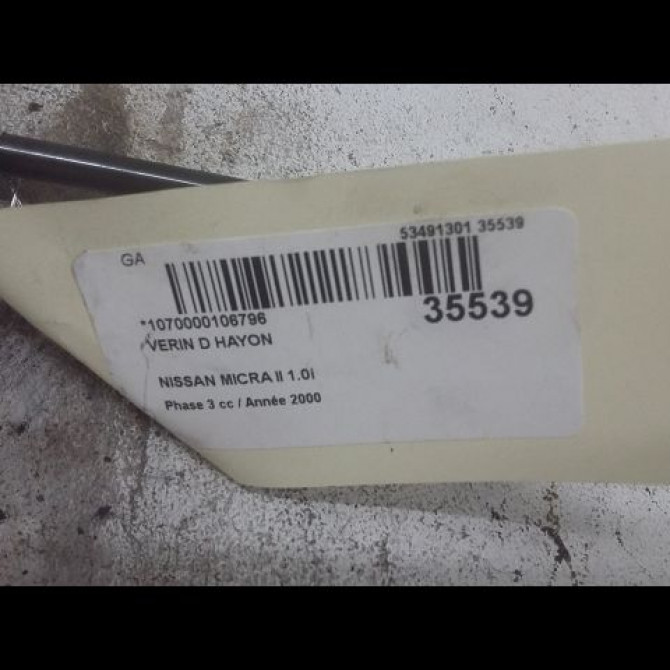 GA
53491301 35539
*1070000106796
35539
VERIN D HAYON
NISSAN MICRA II 1.0i
Phase 3 cc / Année 2000